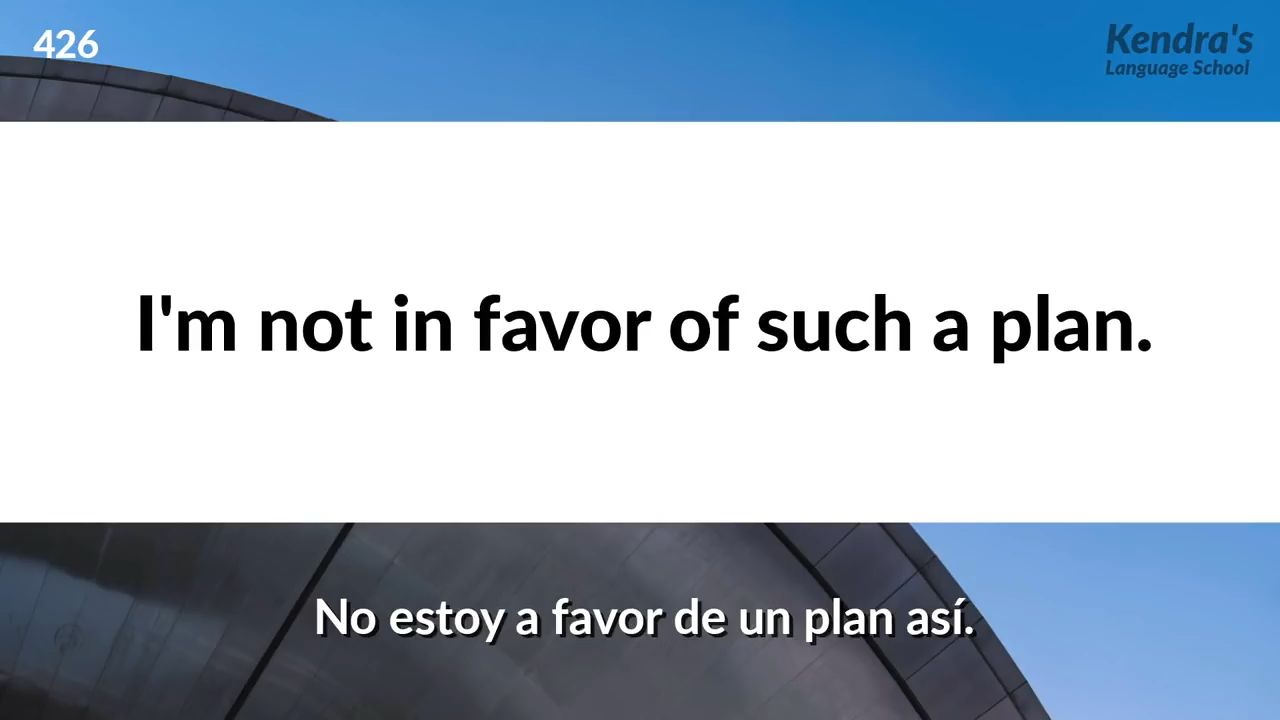 426
Kendra's
Language School
I'm not in favor of such a plan.
No estoy a favor de un plan así.